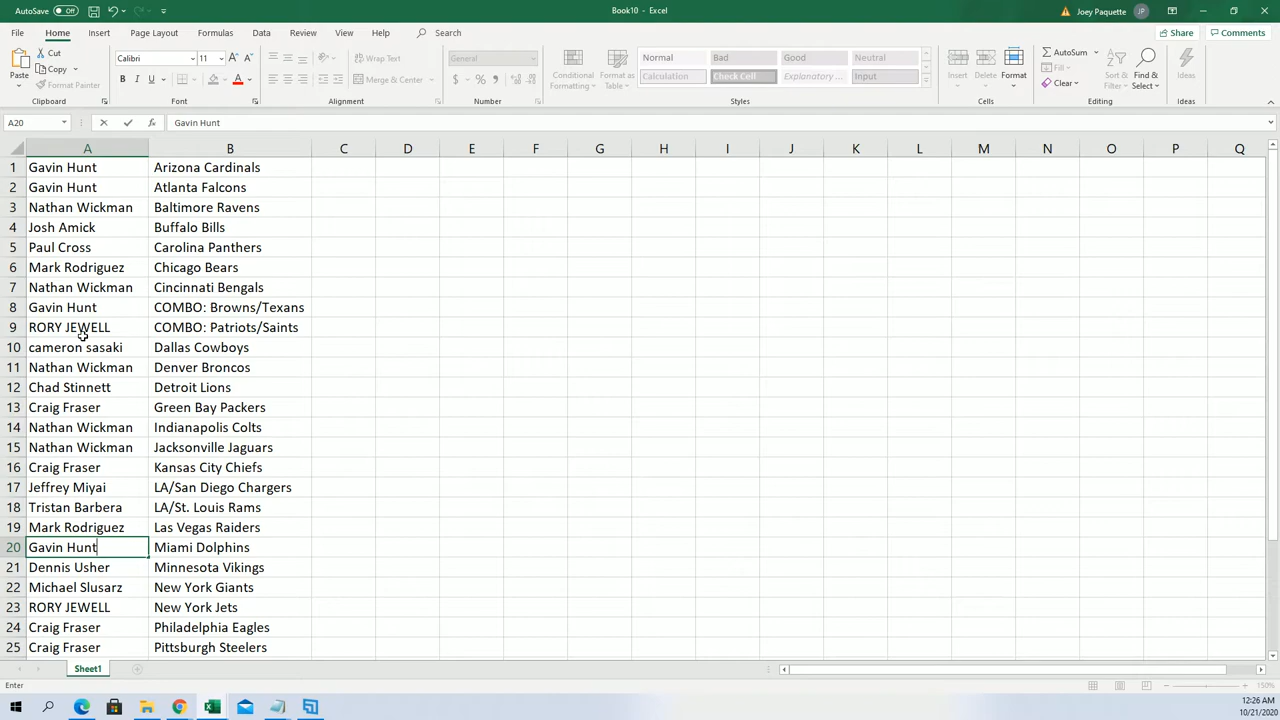 AutoSave Off Book10 - Excel Joey Paquette JP
File Home Insert Page Layout Formulas Data Review View Help Search Share Comments
Paste Cut Copy Format Painter Clipboard
Calibri 11 A A B I U A Font
Wrap Text Merge & Center Alignment
General $ % , Number
Conditional Formatting Format as Table
Normal Bad Good Neutral
Calculation Check Cell Explanatory ... Input
Styles
Insert Delete Format Cells
AutoSum Fill Clear Sort & Filter Find & Select Editing
Ideas Ideas
A20 fx Gavin Hunt
A B C D E F G H I J K L M N O P Q
1 Gavin Hunt Arizona Cardinals
2 Gavin Hunt Atlanta Falcons
3 Nathan Wickman Baltimore Ravens
4 Josh Amick Buffalo Bills
5 Paul Cross Carolina Panthers
6 Mark Rodriguez Chicago Bears
7 Nathan Wickman Cincinnati Bengals
8 Gavin Hunt COMBO: Browns/Texans
9 RORY JEWELL COMBO: Patriots/Saints
10 cameron sasaki Dallas Cowboys
11 Nathan Wickman Denver Broncos
12 Chad Stinnett Detroit Lions
13 Craig Fraser Green Bay Packers
14 Nathan Wickman Indianapolis Colts
15 Nathan Wickman Jacksonville Jaguars
16 Craig Fraser Kansas City Chiefs
17 Jeffrey Miyai LA/San Diego Chargers
18 Tristan Barbera LA/St. Louis Rams
19 Mark Rodriguez Las Vegas Raiders
20 Gavin Hunt Miami Dolphins
21 Dennis Usher Minnesota Vikings
22 Michael Slusarz New York Giants
23 RORY JEWELL New York Jets
24 Craig Fraser Philadelphia Eagles
25 Craig Fraser Pittsburgh Steelers
Sheet1
Enter 150%
12:26 AM
10/21/2020